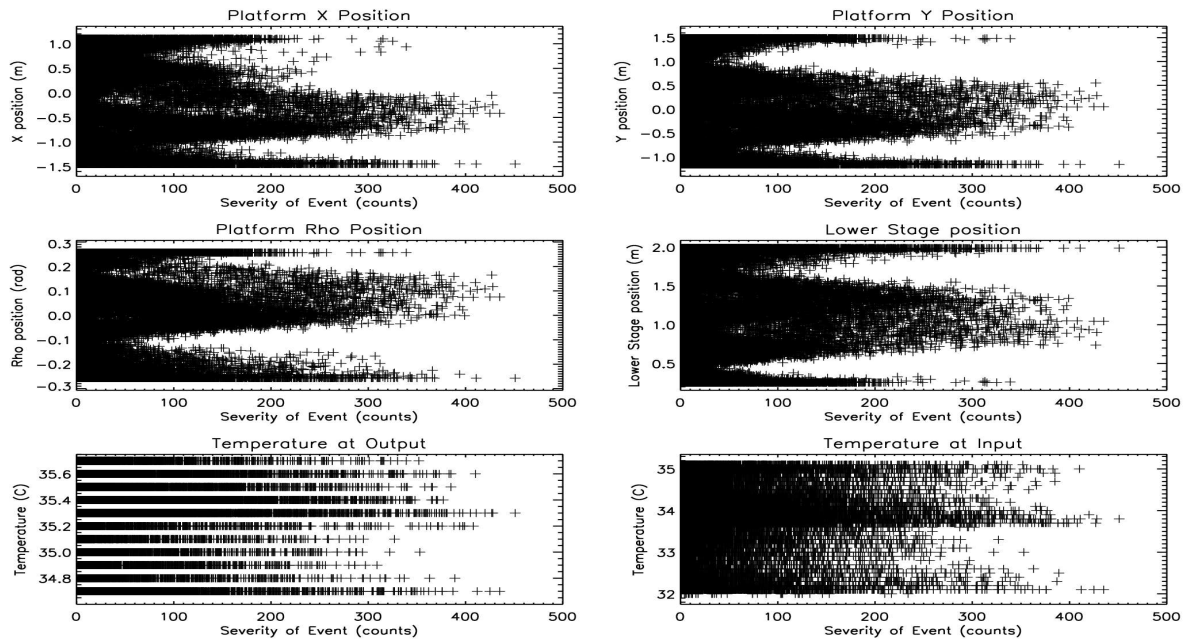 Platform X Position
X position (m)
1.0
0.5
0.0
−0.5
−1.0
−1.5
0 100 200 300 400 500
Severity of Event (counts)
Platform Y Position
Y position (m)
1.5
1.0
0.5
0.0
−0.5
−1.0
0 100 200 300 400 500
Severity of Event (counts)
Platform Rho Position
Rho position (rad)
0.3
0.2
0.1
0.0
−0.1
−0.2
−0.3
0 100 200 300 400 500
Severity of Event (counts)
Lower Stage position
Lower Stage position (m)
2.0
1.5
1.0
0.5
0 100 200 300 400 500
Severity of Event (counts)
Temperature at Output
Temperature (C)
35.6
35.4
35.2
35.0
34.8
0 100 200 300 400 500
Severity of Event (counts)
Temperature at Input
Temperature (C)
35
34
33
32
0 100 200 300 400 500
Severity of Event (counts)